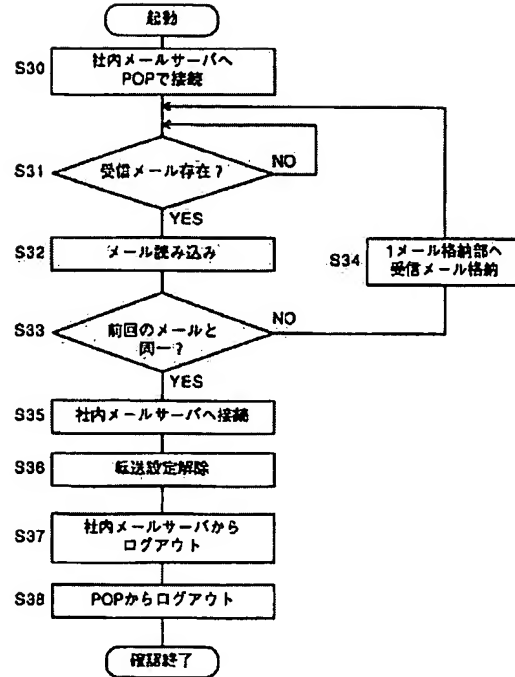 起動
S30
社内メールサーバへ
POPで接続
S31
受信メール存在?
NO
YES
S32
メール読み込み
S34
1メール格納部へ
受信メール格納
S33
前回のメールと
同一?
NO
YES
S35
社内メールサーバへ接続
S36
転送設定解除
S37
社内メールサーバから
ログアウト
S38
POPからログアウト
確認終了